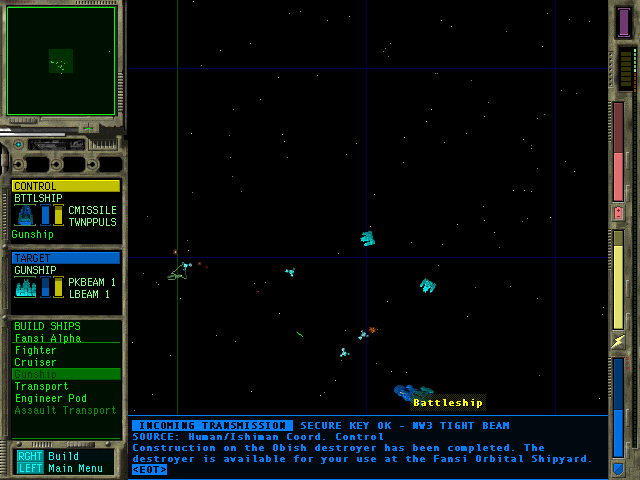 CONTROL
BTTLSHIP
CMISSILE
TWNPPULS
Gunship
TARGET
GUNSHIP
PKBEAM 1
LBEAM 1
BUILD SHIPS
Fansi Alpha
Fighter
Cruiser
Gunship
Transport
Engineer Pod
Assault Transport
RGHT Build
LEFT Main Menu
Battleship
INCOMING TRANSMISSION SECURE KEY OK - NW3 TIGHT BEAM
SOURCE: Human/Ishiman Coord. Control
Construction on the Obish destroyer has been completed. The
destroyer is available for your use at the Fansi Orbital Shipyard.
<EOT>